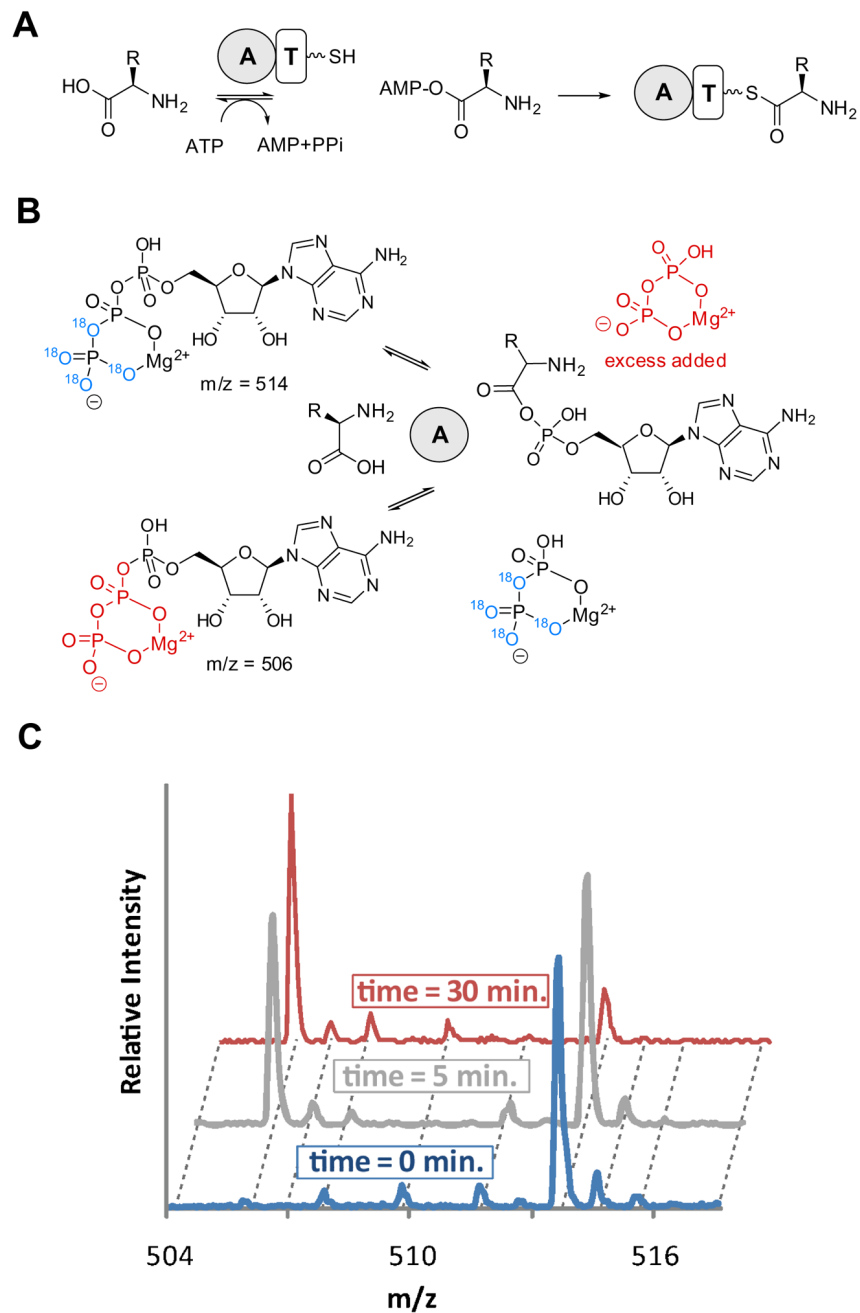 A
HO
R
NH2
O
ATP
A
T
SH
AMP+PPi
AMP-O
R
NH2
O
A
T
S
R
O
NH2
B
OH
P
O
O
O
P
O
18O
18O
P
18O
18O
O
Mg2+
⊖
O
HO
OH
N
N
N
N
NH2
m/z = 514
R
NH2
O
OH
A
O
P
OH
O
O
P
O
O
Mg2+
⊖
excess added
R
NH2
O
O
P
OH
O
O
O
HO
OH
N
N
N
N
NH2
OH
P
O
O
O
P
O
O
P
O
O
O
O
Mg2+
⊖
O
HO
OH
N
N
N
N
NH2
m/z = 506
OH
O
P
O
18O
18O
P
18O
18O
Mg2+
⊖
C
Relative Intensity
time = 30 min.
time = 5 min.
time = 0 min.
504
510
516
m/z